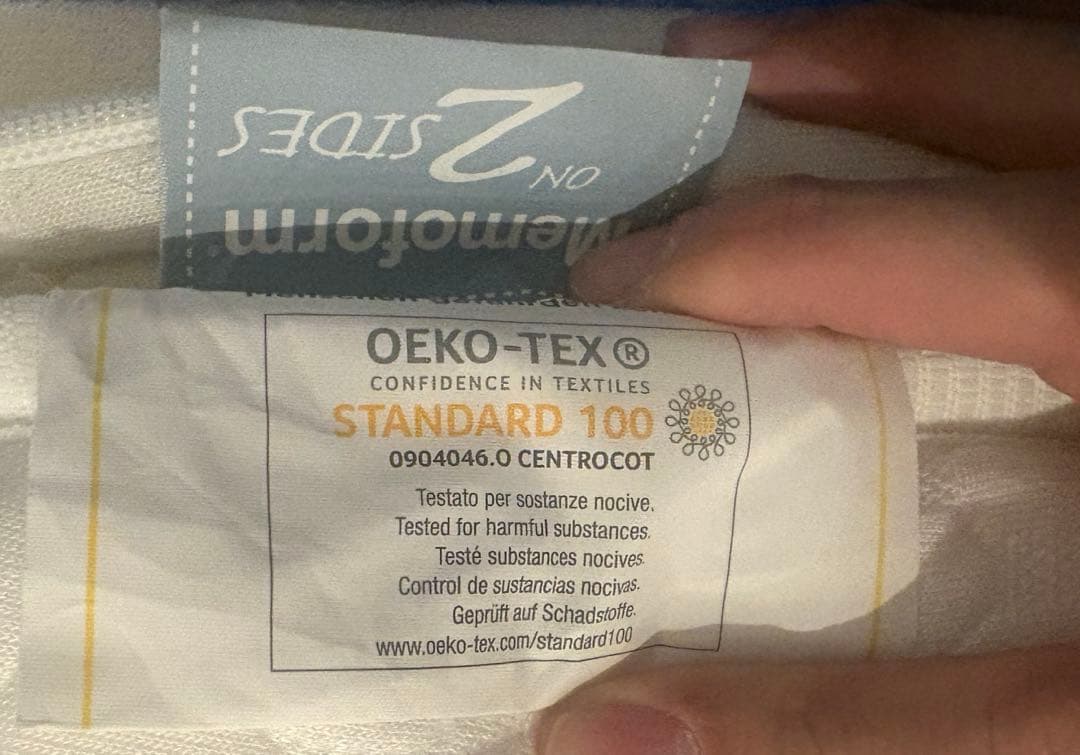 Memoform
ON 2 SIDES
OEKO-TEX®
CONFIDENCE IN TEXTILES
STANDARD 100
0904046.0 CENTROCOT
Testato per sostanze nocive.
Tested for harmful substances.
Testé substances nocives.
Control de sustancias nocivas.
Geprüft auf Schadstoffe.
www.oeko-tex.com/standard100